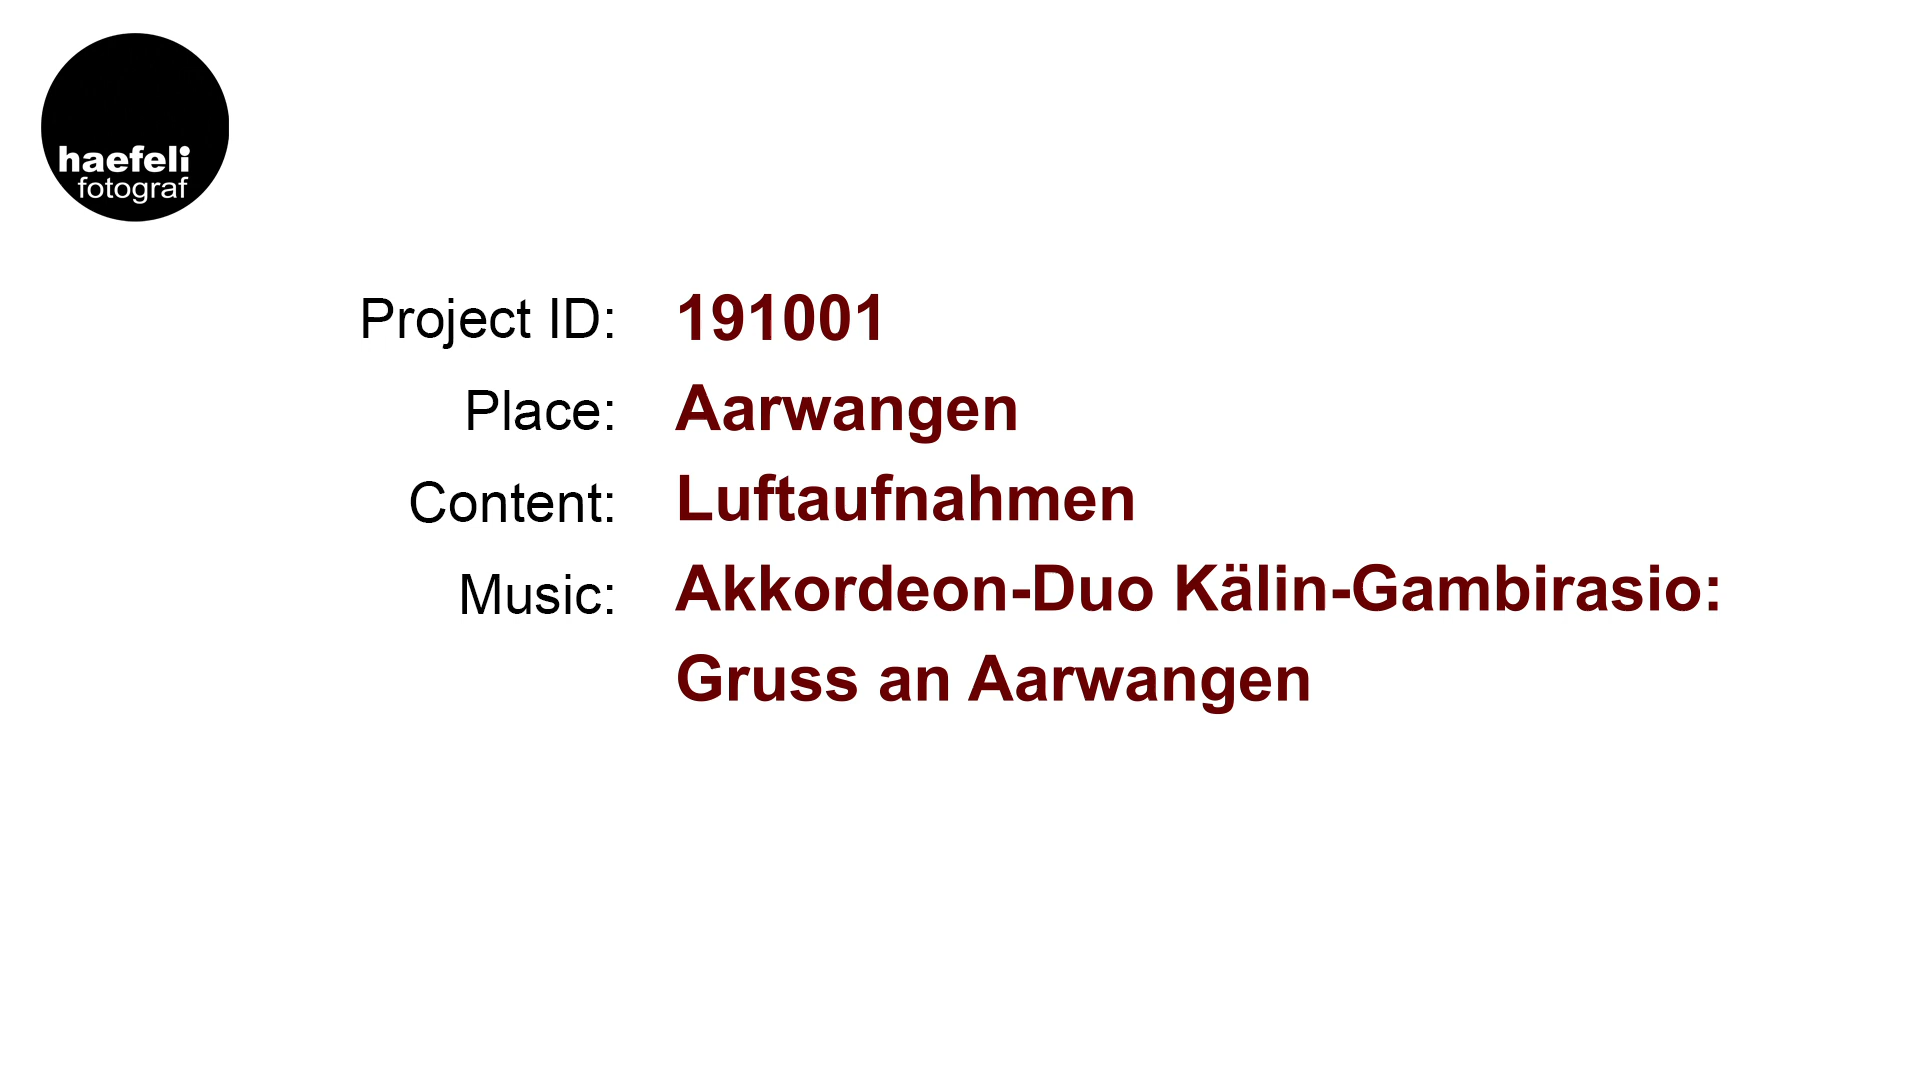 haefeli
fotograf
Project ID: 191001
Place: Aarwangen
Content: Luftaufnahmen
Music: Akkordeon-Duo Kälin-Gambirasio:
Gruss an Aarwangen